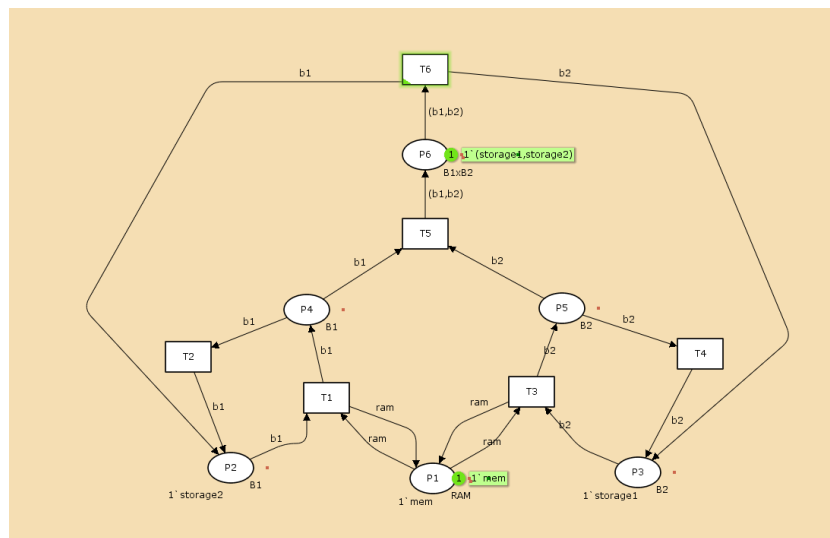 T6
b1
b2
(b1,b2)
P6
1
1`(storage1,storage2)
B1xB2
(b1,b2)
T5
b1
b2
P4
B1
P5
B2
b1
b2
T2
b1
b2
T4
T1
T3
b1
ram
ram
b2
b1
ram
ram
b2
P2
B1
1`storage2
P1
1
1`mem
RAM
1`mem
P3
B2
1`storage1